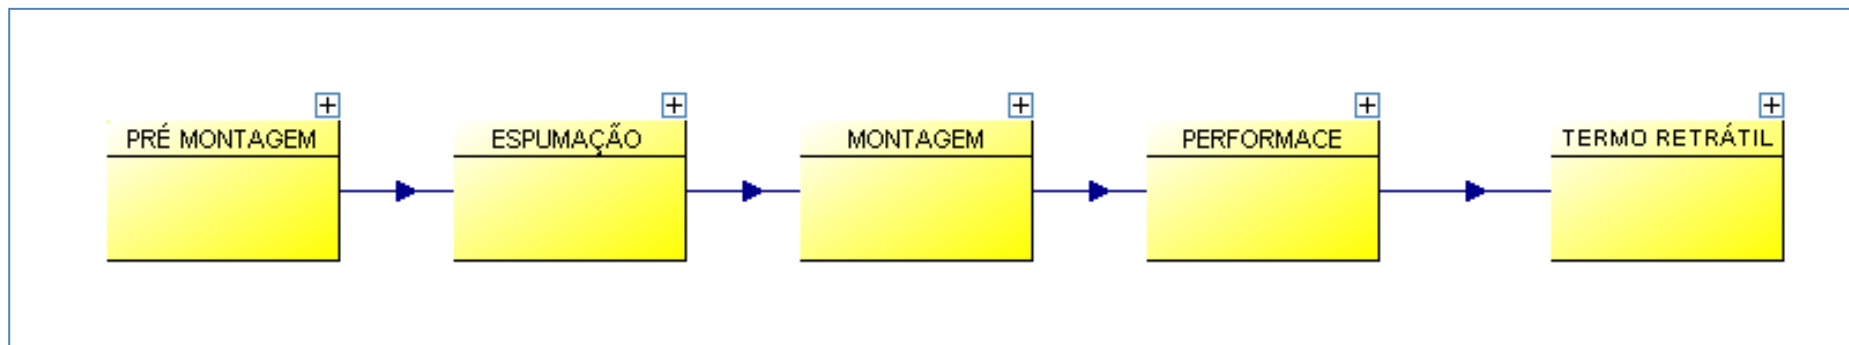 PRÉ MONTAGEM
ESPUMAÇÃO
MONTAGEM
PERFORMACE
TERMO RETRÁTIL